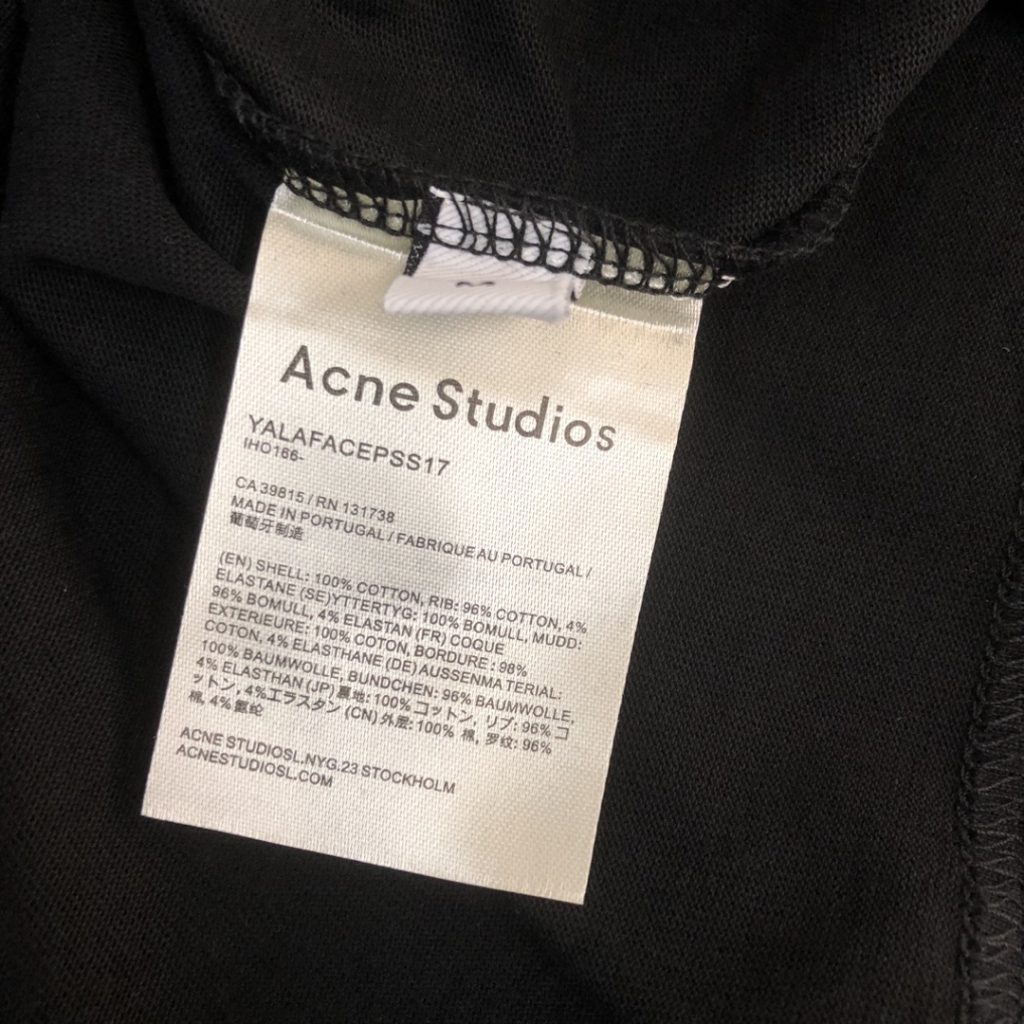 Acne Studios
YALAFACEPSS17
IHO166-
CA 39815 / RN 131738
MADE IN PORTUGAL / FABRIQUE AU PORTUGAL /
葡萄牙制造
(EN) SHELL: 100% COTTON, RIB: 96% COTTON, 4%
ELASTANE (SE)YTTERTYG: 100% BOMULL, MUDD:
96% BOMULL, 4% ELASTAN (FR) COQUE
EXTERIEURE: 100% COTON, BORDURE : 98%
COTON, 4% ELASTHANE (DE) AUSSENMA TERIAL:
100% BAUMWOLLE, BUNDCHEN: 96% BAUMWOLLE,
4% ELASTHAN (JP)裏地: 100% コットン, リブ: 96% コ
ットン, 4%エラスタン (CN) 外层: 100% 棉, 罗纹: 96%
棉, 4% 氨纶
ACNE STUDIOSL.NYG.23 STOCKHOLM
ACNESTUDIOSL.COM